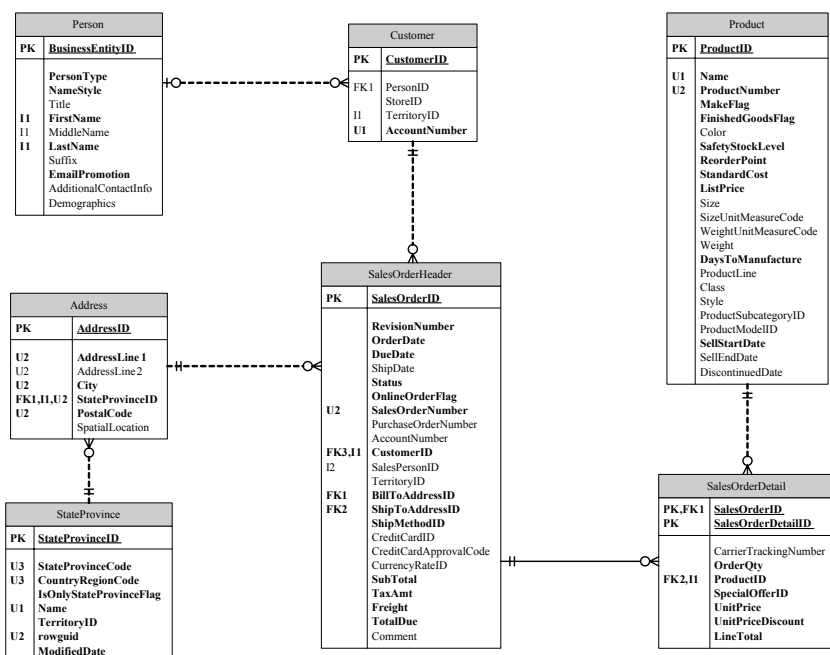 Person
PK BusinessEntityID
PersonType
NameStyle
Title
I1 FirstName
I1 MiddleName
I1 LastName
Suffix
EmailPromotion
AdditionalContactInfo
Demographics
Customer
PK CustomerID
FK1 PersonID
StoreID
I1 TerritoryID
U1 AccountNumber
Product
PK ProductID
U1 Name
U2 ProductNumber
MakeFlag
FinishedGoodsFlag
Color
SafetyStockLevel
ReorderPoint
StandardCost
ListPrice
Size
SizeUnitMeasureCode
WeightUnitMeasureCode
Weight
DaysToManufacture
ProductLine
Class
Style
ProductSubcategoryID
ProductModelID
SellStartDate
SellEndDate
DiscontinuedDate
Address
PK AddressID
U2 AddressLine1
U2 AddressLine2
U2 City
FK1,I1,U2 StateProvinceID
U2 PostalCode
SpatialLocation
SalesOrderHeader
PK SalesOrderID
RevisionNumber
OrderDate
DueDate
ShipDate
Status
OnlineOrderFlag
U2 SalesOrderNumber
PurchaseOrderNumber
AccountNumber
FK3,I1 CustomerID
I2 SalesPersonID
TerritoryID
FK1 BillToAddressID
FK2 ShipToAddressID
ShipMethodID
CreditCardID
CreditCardApprovalCode
CurrencyRateID
SubTotal
TaxAmt
Freight
TotalDue
Comment
StateProvince
PK StateProvinceID
U3 StateProvinceCode
U3 CountryRegionCode
IsOnlyStateProvinceFlag
U1 Name
TerritoryID
U2 rowguid
ModifiedDate
SalesOrderDetail
PK,FK1 SalesOrderID
PK SalesOrderDetailID
CarrierTrackingNumber
OrderQty
FK2,I1 ProductID
SpecialOfferID
UnitPrice
UnitPriceDiscount
LineTotal